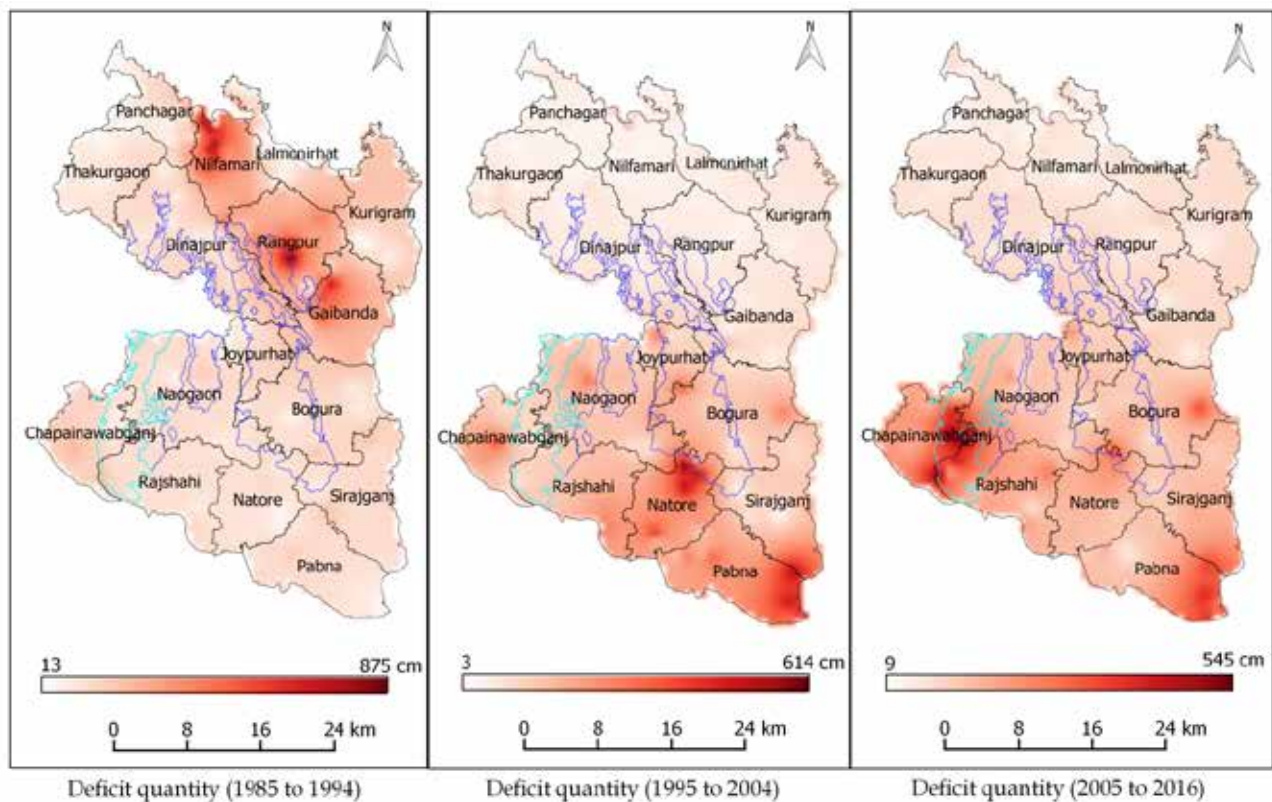 N
Panchagar
Nilfamari
Lalmonirhat
Thakurgaon
Kurigram
Dinajpur
Rangpur
Gaibanda
Joypurhat
Naogaon
Bogura
Chapainawabganj
Rajshahi
Natore
Sirajganj
Pabna
13 875 cm
0 8 16 24 km
Deficit quantity (1985 to 1994)
N
Panchagar
Nilfamari
Lalmonirhat
Thakurgaon
Kurigram
Dinajpur
Rangpur
Gaibanda
Joypurhat
Naogaon
Bogura
Chapainawabganj
Rajshahi
Natore
Sirajganj
Pabna
3 614 cm
0 8 16 24 km
Deficit quantity (1995 to 2004)
N
Panchagar
Nilfamari
Lalmonirhat
Thakurgaon
Kurigram
Dinajpur
Rangpur
Gaibanda
Joypurhat
Naogaon
Bogura
Chapainawabganj
Rajshahi
Natore
Sirajganj
Pabna
9 545 cm
0 8 16 24 km
Deficit quantity (2005 to 2016)